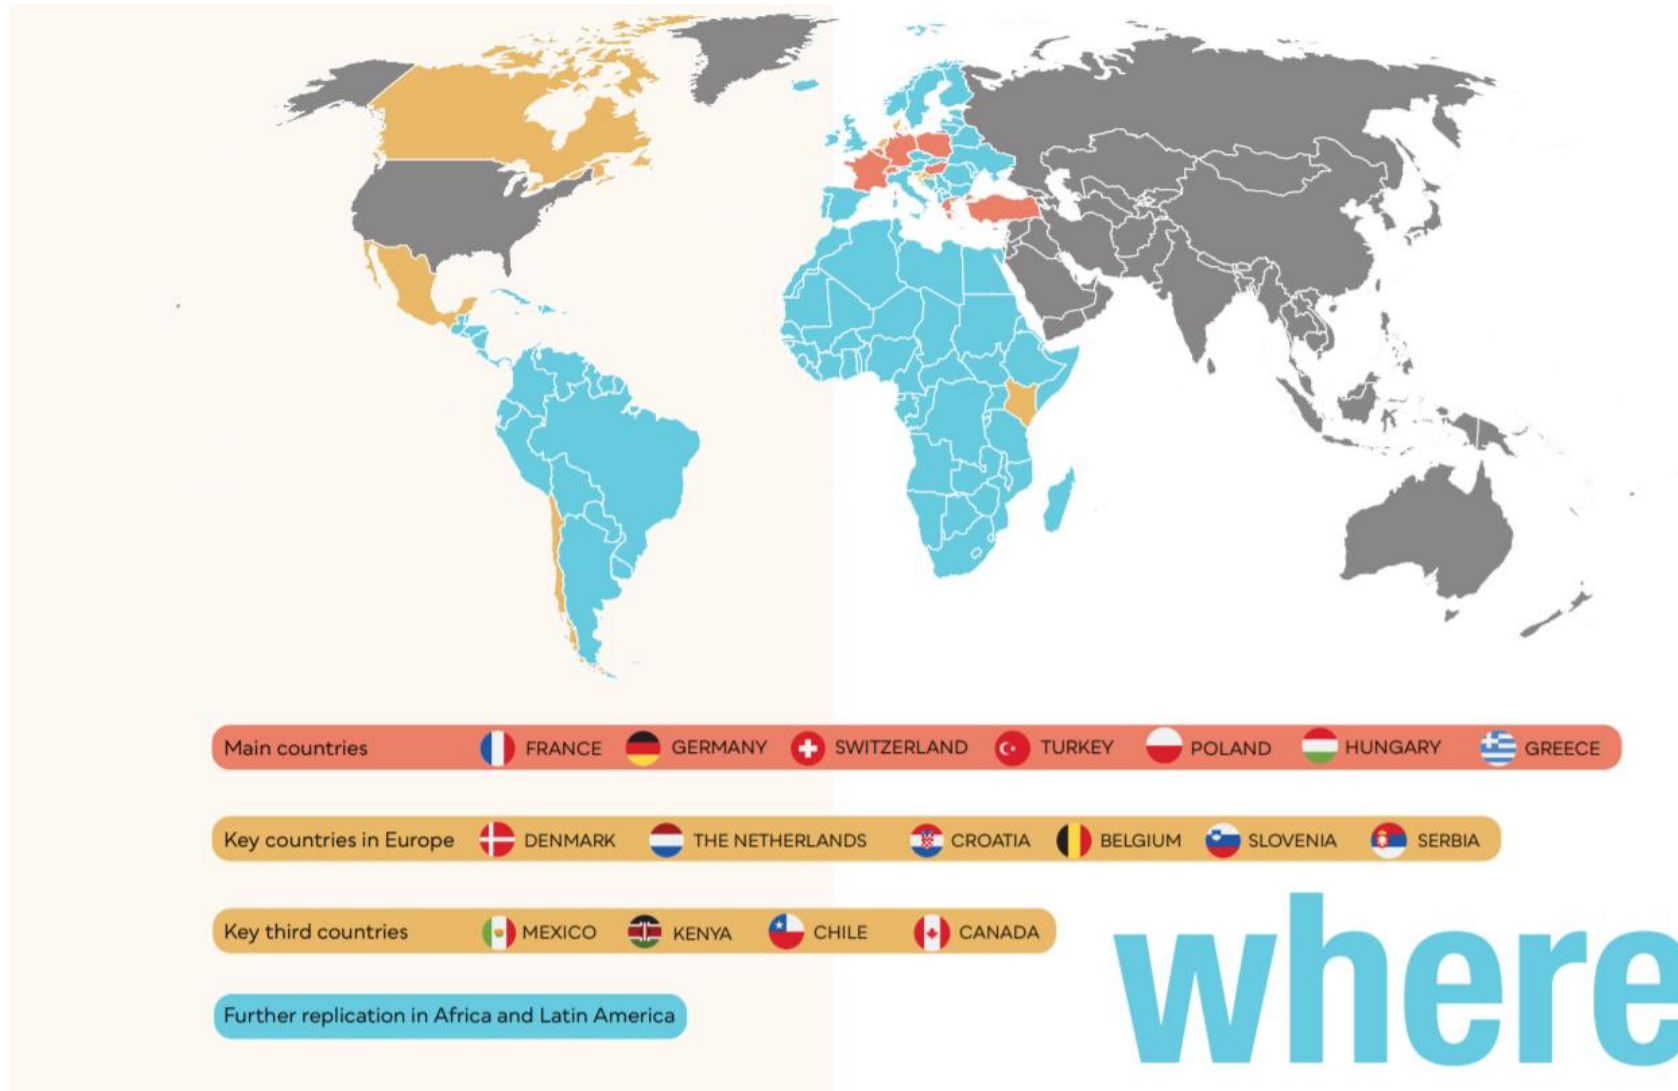 Main countries FRANCE GERMANY SWITZERLAND TURKEY POLAND HUNGARY GREECE
Key countries in Europe DENMARK THE NETHERLANDS CROATIA BELGIUM SLOVENIA SERBIA
Key third countries MEXICO KENYA CHILE CANADA
Further replication in Africa and Latin America
where